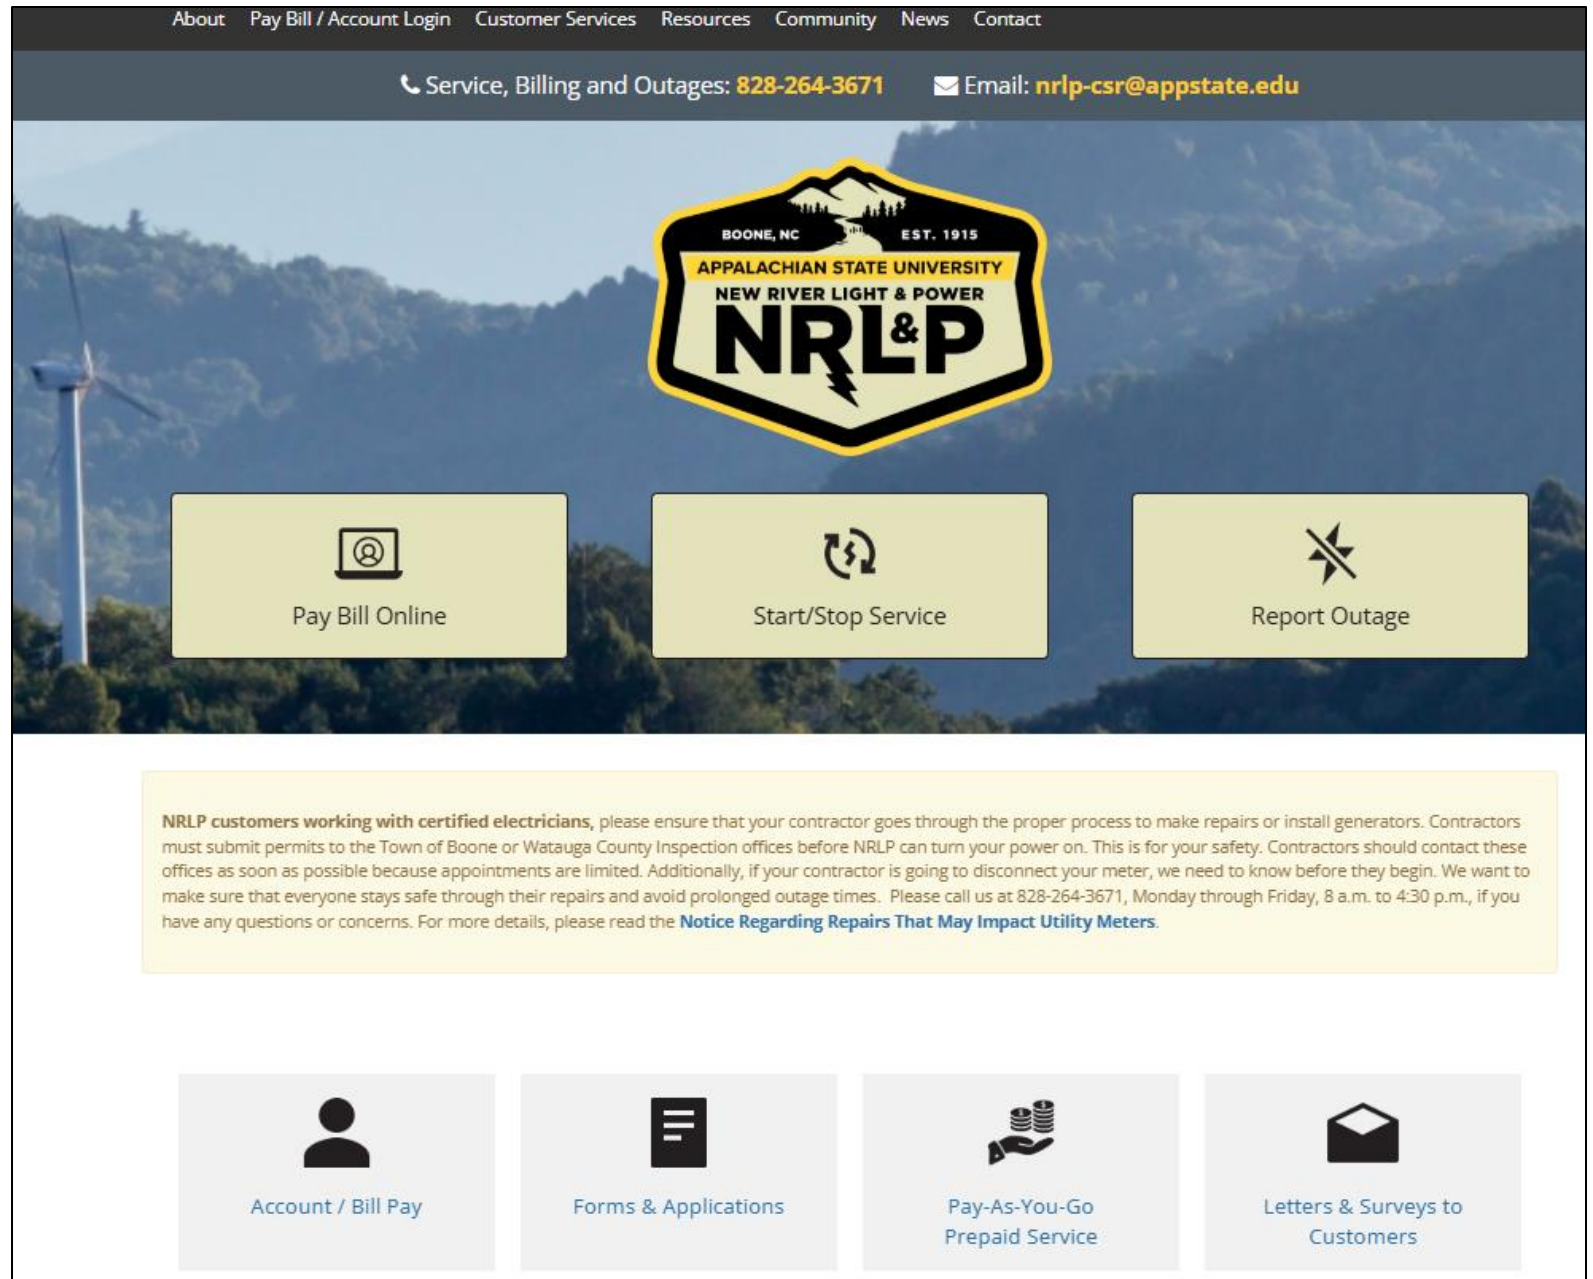 About Pay Bill / Account Login Customer Services Resources Community News Contact
Service, Billing and Outages: 828-264-3671 Email: nrlp-csr@appstate.edu
BOONE, NC EST. 1915
APPALACHIAN STATE UNIVERSITY
NEW RIVER LIGHT & POWER
NRL&P
Pay Bill Online Start/Stop Service Report Outage
NRLP customers working with certified electricians, please ensure that your contractor goes through the proper process to make repairs or install generators. Contractors
must submit permits to the Town of Boone or Watauga County Inspection offices before NRLP can turn your power on. This is for your safety. Contractors should contact these
offices as soon as possible because appointments are limited. Additionally, if your contractor is going to disconnect your meter, we need to know before they begin. We want to
make sure that everyone stays safe through their repairs and avoid prolonged outage times. Please call us at 828-264-3671, Monday through Friday, 8 a.m. to 4:30 p.m., if you
have any questions or concerns. For more details, please read the Notice Regarding Repairs That May Impact Utility Meters.
Account / Bill Pay Forms & Applications Pay-As-You-Go Letters & Surveys to
Prepaid Service Customers